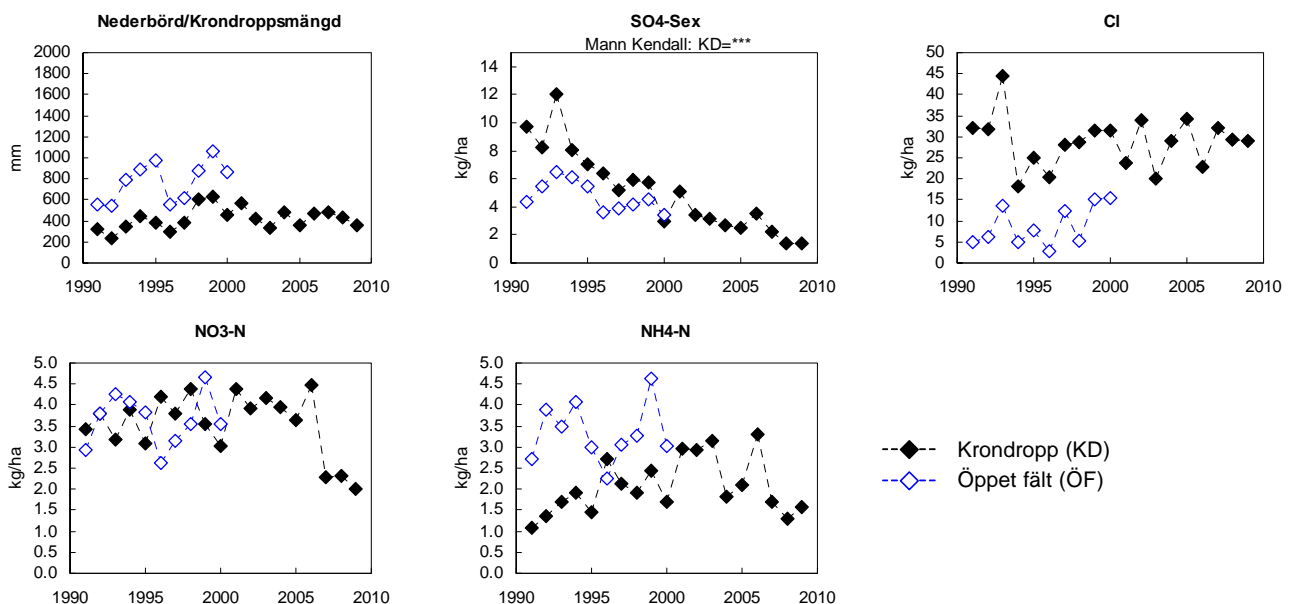 Nederbörd/Krondroppsmängd
2000
1800
1600
1400
1200
1000
800
600
400
200
0
mm
1990 1995 2000 2005 2010
SO4-Sex
Mann Kendall: KD=***
14
12
10
8
6
4
2
0
kg/ha
1990 1995 2000 2005 2010
Cl
50
45
40
35
30
25
20
15
10
5
0
kg/ha
1990 1995 2000 2005 2010
NO3-N
5.0
4.5
4.0
3.5
3.0
2.5
2.0
1.5
1.0
0.5
0.0
kg/ha
1990 1995 2000 2005 2010
NH4-N
5.0
4.5
4.0
3.5
3.0
2.5
2.0
1.5
1.0
0.5
0.0
kg/ha
1990 1995 2000 2005 2010
Krondropp (KD)
Öppet fält (ÖF)